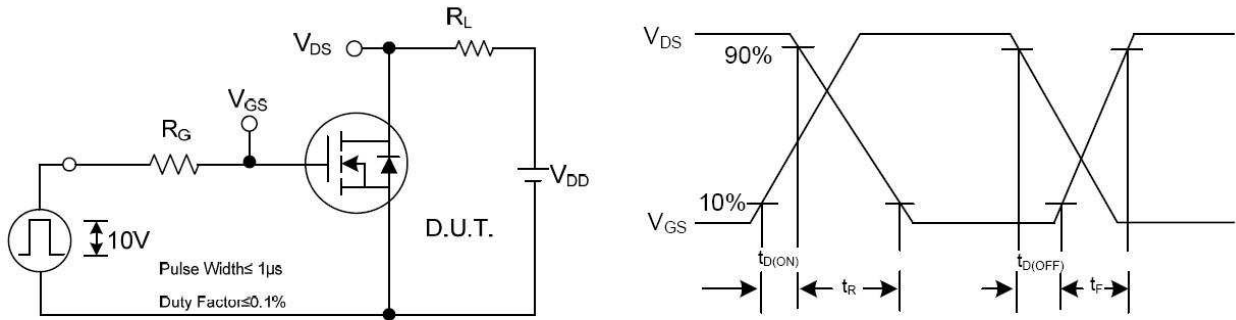 V_DS
R_L
V_GS
R_G
V_DD
10V
D.U.T.
Pulse Width≤ 1μs
Duty Factor≤0.1%
V_DS
90%
10%
V_GS
t_D(ON)
t_R
t_D(OFF)
t_F